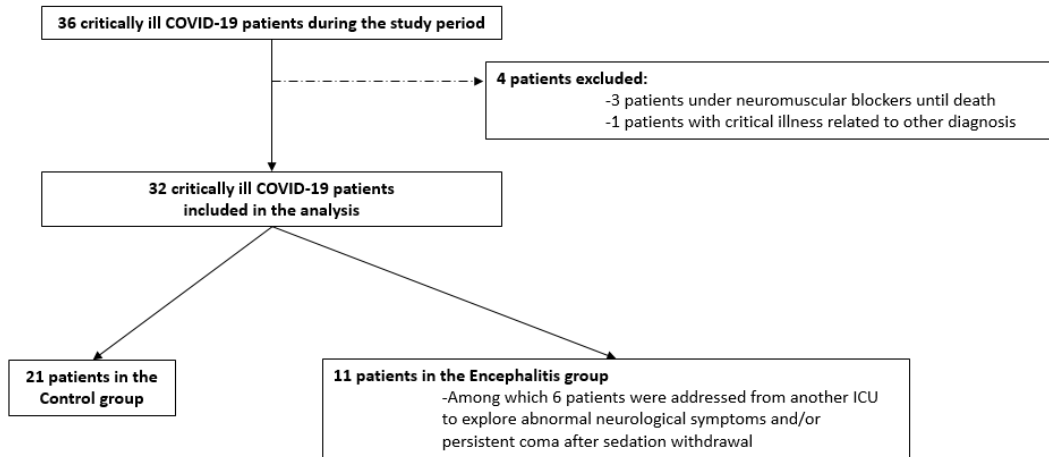 36 critically ill COVID-19 patients during the study period
4 patients excluded:
-3 patients under neuromuscular blockers until death
-1 patients with critical illness related to other diagnosis
32 critically ill COVID-19 patients
included in the analysis
21 patients in the
Control group
11 patients in the Encephalitis group
-Among which 6 patients were addressed from another ICU
to explore abnormal neurological symptoms and/or
persistent coma after sedation withdrawal